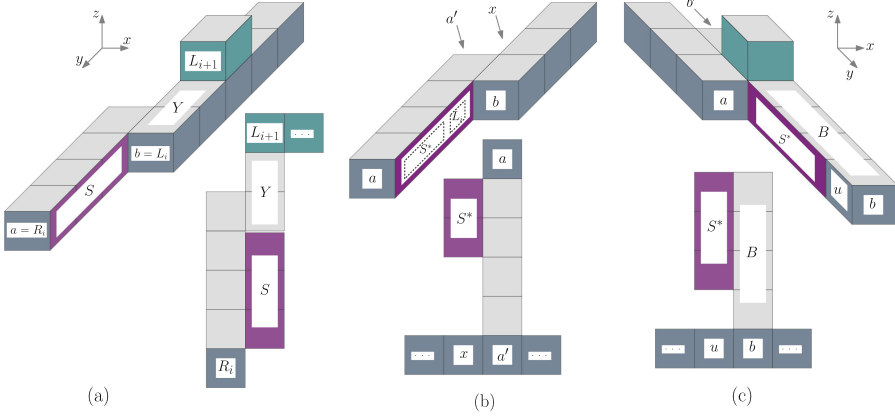 z
x
y
L_{i+1}
Y
b = L_i
S
a = R_i
L_{i+1} ...
Y
S
R_i
(a)
a′
x
b
L_i
S*
a
a
S*
... x a′ ...
(b)
b′
z
x
y
a
S*
B
u
b
S*
B
... u b ...
(c)